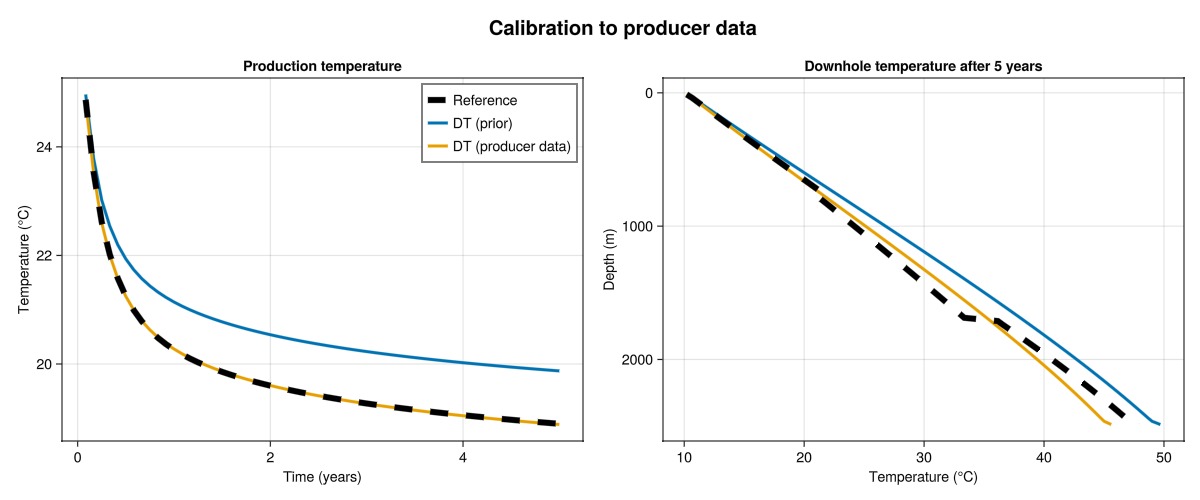 Calibration to producer data
Production temperature
Temperature (°C)
24
22
20
0
2
4
Time (years)
Reference
DT (prior)
DT (producer data)
Downhole temperature after 5 years
Depth (m)
0
1000
2000
10
20
30
40
50
Temperature (°C)